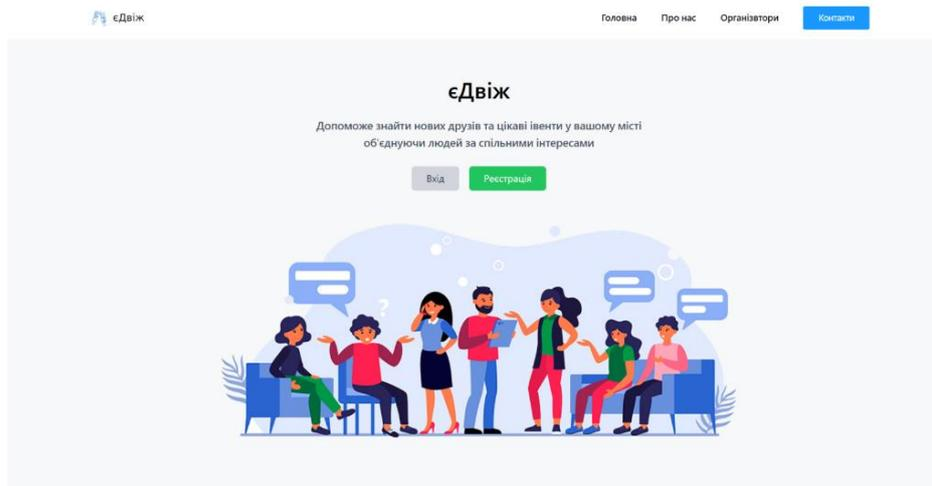 єДвіж
Головна
Про нас
Організвтори
Контакти
єДвіж
Допоможе знайти нових друзів та цікаві івенти у вашому місті
об'єднуючи людей за спільними інтересами
Вхід
Реєстрація
?